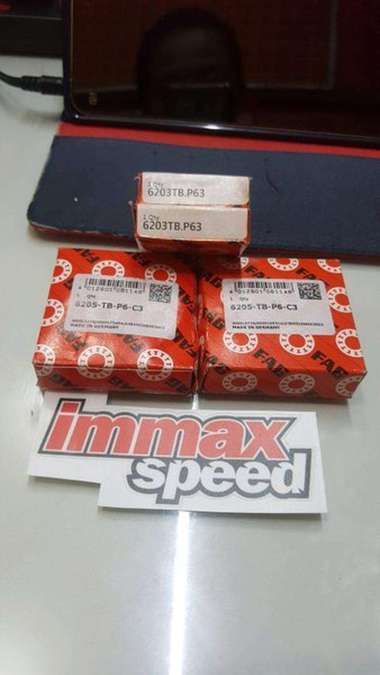 1 Qty.
6203TB.P63
1 Qty.
6203TB.P63
1 Qty.
6205-TB-P6-C3
MADE IN GERMANY
FAG
1 Qty.
6205-TB-P6-C3
MADE IN GERMANY
FAG
immax
speed